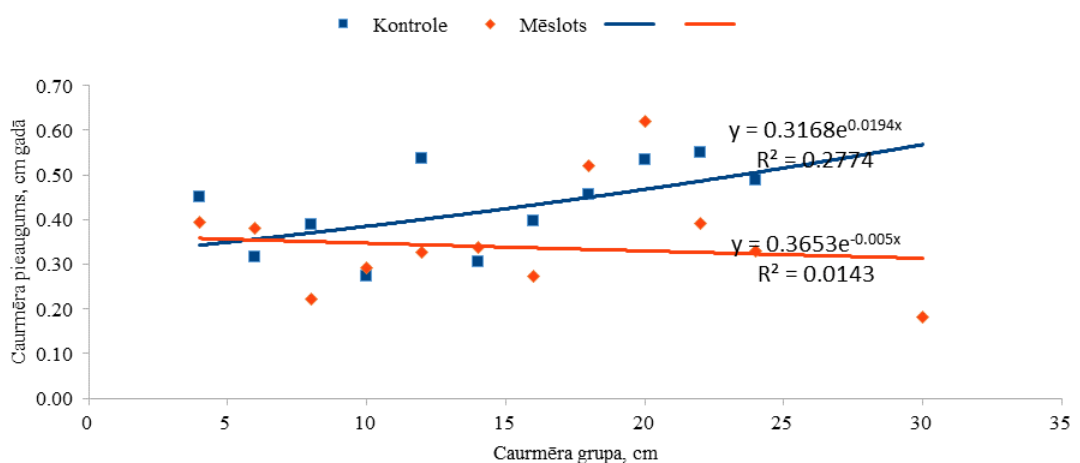 Kontrole Mēslots
Caurmēra pieaugums, cm gadā
0.70
0.60
0.50
0.40
0.30
0.20
0.10
0.00
y = 0.3168e^0.0194x
R² = 0.2774
y = 0.3653e^-0.005x
R² = 0.0143
0 5 10 15 20 25 30 35
Caurmēra grupa, cm